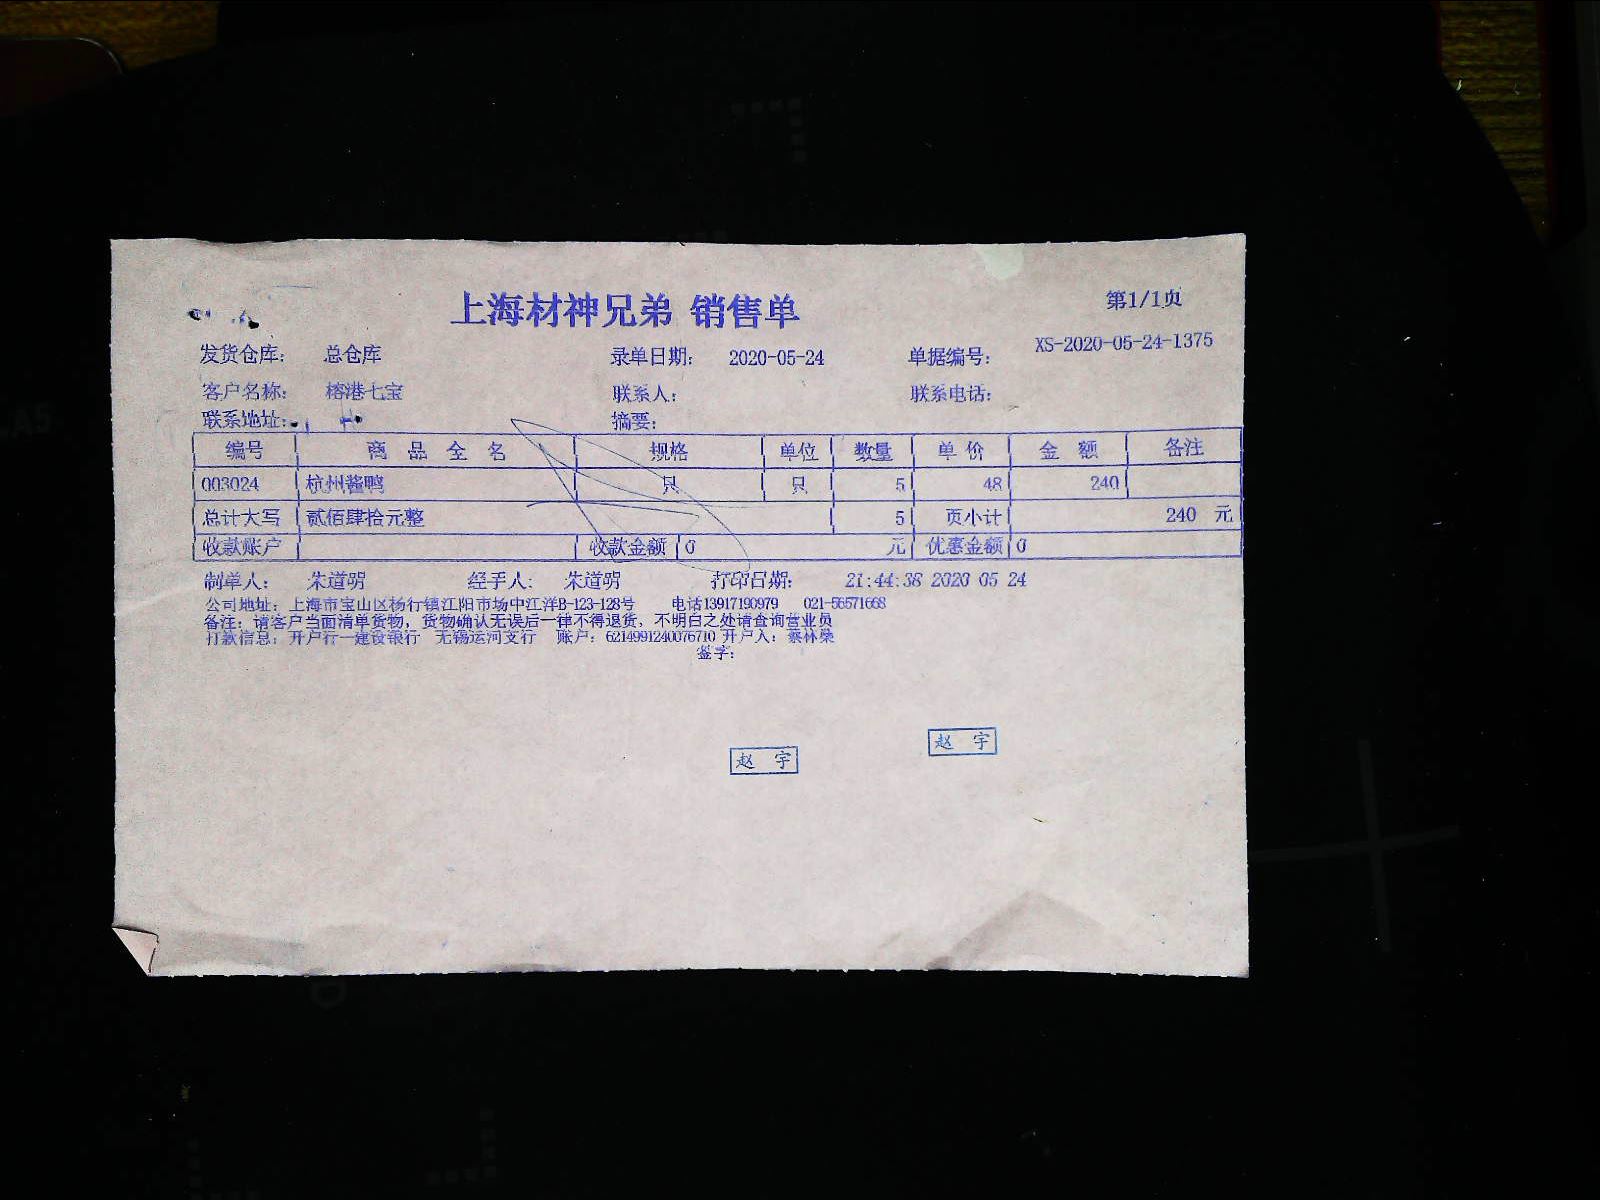 上海材神兄弟 销售单
第1/1页
发货仓库： 总仓库 录单日期： 2020-05-24 单据编号： XS-2020-05-24-1375
客户名称： 榕港七宝 联系人： 联系电话：
联系地址： 摘要：
编号 商品全名 规格 单位 数量 单价 金额 备注
003024 杭州酱鸭 只 只 5 48 240
总计大写 贰佰肆拾元整 5 页小计 240 元
收款账户 收款金额 0 元 优惠金额 0
制单人： 朱道明 经手人： 朱道明 打印日期： 21:44:38 2020 05 24
公司地址：上海市宝山区杨行镇江阳市场中江洋B-123-128号 电话13917190979 021-56571668
备注：请客户当面清单货物，货物确认无误后一律不得退货，不明白之处请查询营业员
打款信息：开户行—建设银行 无锡运河支行 账户：6214991240076710 开户人：蔡林燊
签字：
赵 宇
赵 宇